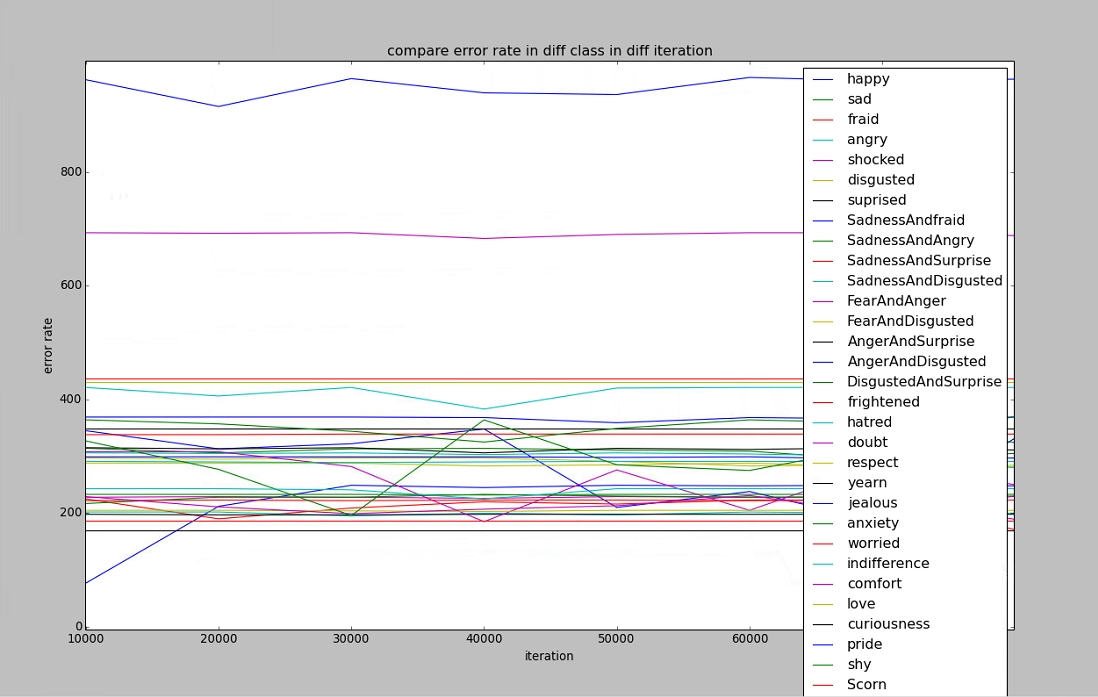 compare error rate in diff class in diff iteration
error rate
800
600
400
200
0
10000 20000 30000 40000 50000 60000
iteration
happy
sad
fraid
angry
shocked
disgusted
suprised
SadnessAndfraid
SadnessAndAngry
SadnessAndSurprise
SadnessAndDisgusted
FearAndAnger
FearAndDisgusted
AngerAndSurprise
AngerAndDisgusted
DisgustedAndSurprise
frightened
hatred
doubt
respect
yearn
jealous
anxiety
worried
indifference
comfort
love
curiousness
pride
shy
Scorn